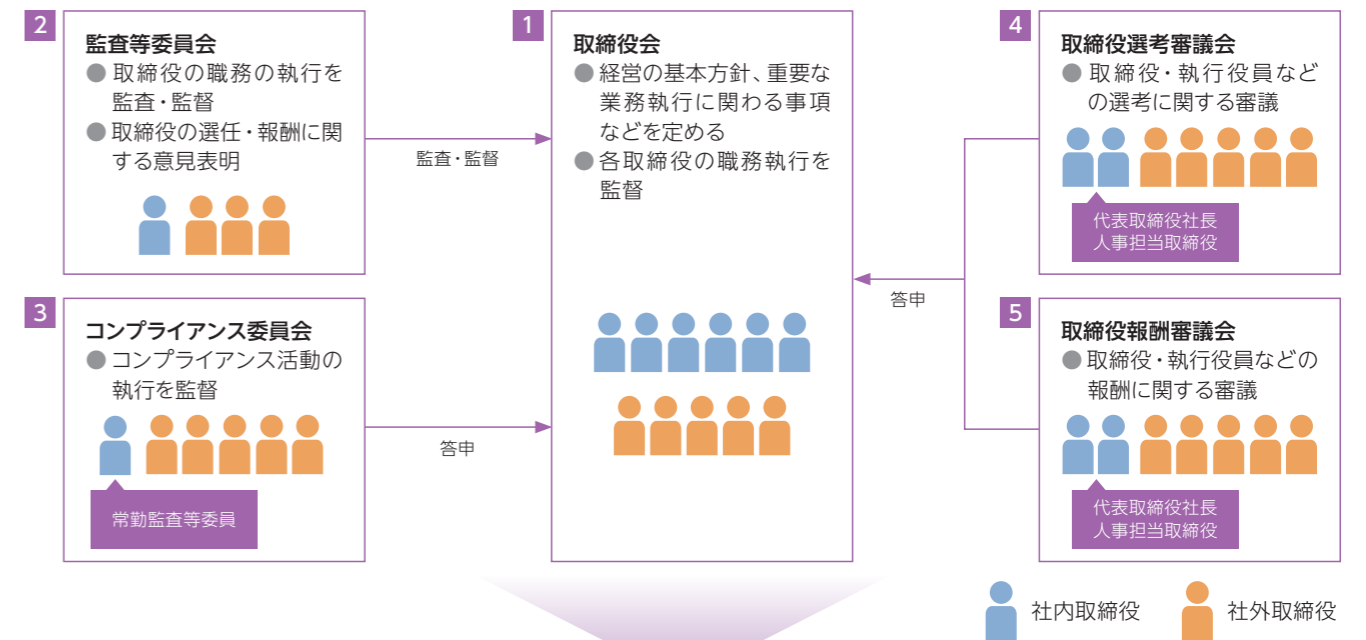 2
監査等委員会
● 取締役の職務の執行を
監査・監督
● 取締役の選任・報酬に関
する意見表明
監査・監督
3
コンプライアンス委員会
● コンプライアンス活動の
執行を監督
常勤監査等委員
答申
1
取締役会
● 経営の基本方針、重要な
業務執行に関わる事項
などを定める
● 各取締役の職務執行を
監督
答申
4
取締役選考審議会
● 取締役・執行役員など
の選考に関する審議
代表取締役社長
人事担当取締役
5
取締役報酬審議会
● 取締役・執行役員などの
報酬に関する審議
代表取締役社長
人事担当取締役
社内取締役
社外取締役